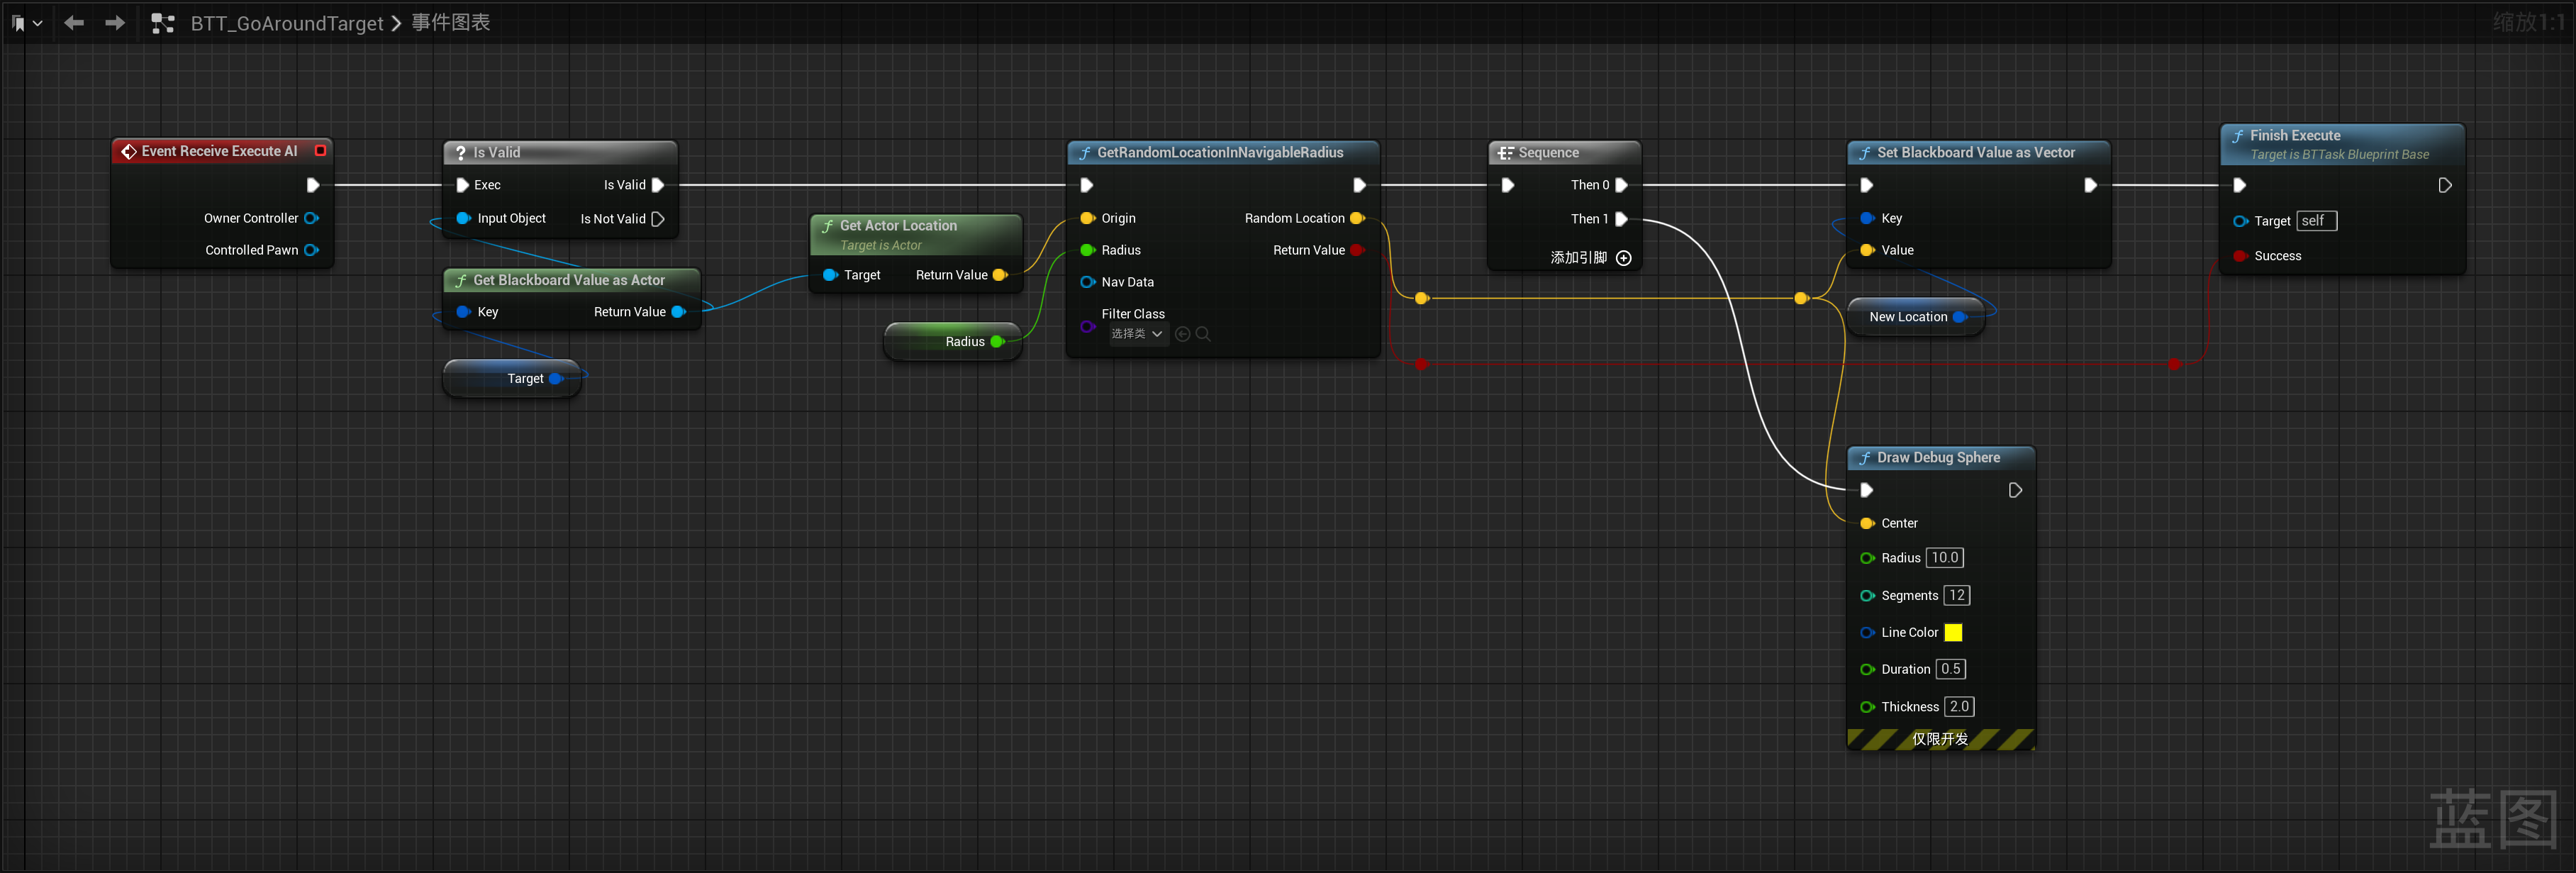 BTT_GoAroundTarget > 事件图表
缩放1:1
Event Receive Execute AI
Owner Controller
Controlled Pawn
? Is Valid
Exec
Is Valid
Input Object
Is Not Valid
f Get Blackboard Value as Actor
Key
Return Value
Target
f Get Actor Location
Target is Actor
Target
Return Value
Radius
f GetRandomLocationInNavigableRadius
Origin
Random Location
Radius
Return Value
Nav Data
Filter Class
选择类
Sequence
Then 0
Then 1
添加引脚
f Set Blackboard Value as Vector
Key
Value
New Location
f Finish Execute
Target is BTTask Blueprint Base
Target self
Success
f Draw Debug Sphere
Center
Radius 10.0
Segments 12
Line Color
Duration 0.5
Thickness 2.0
仅限开发
蓝图